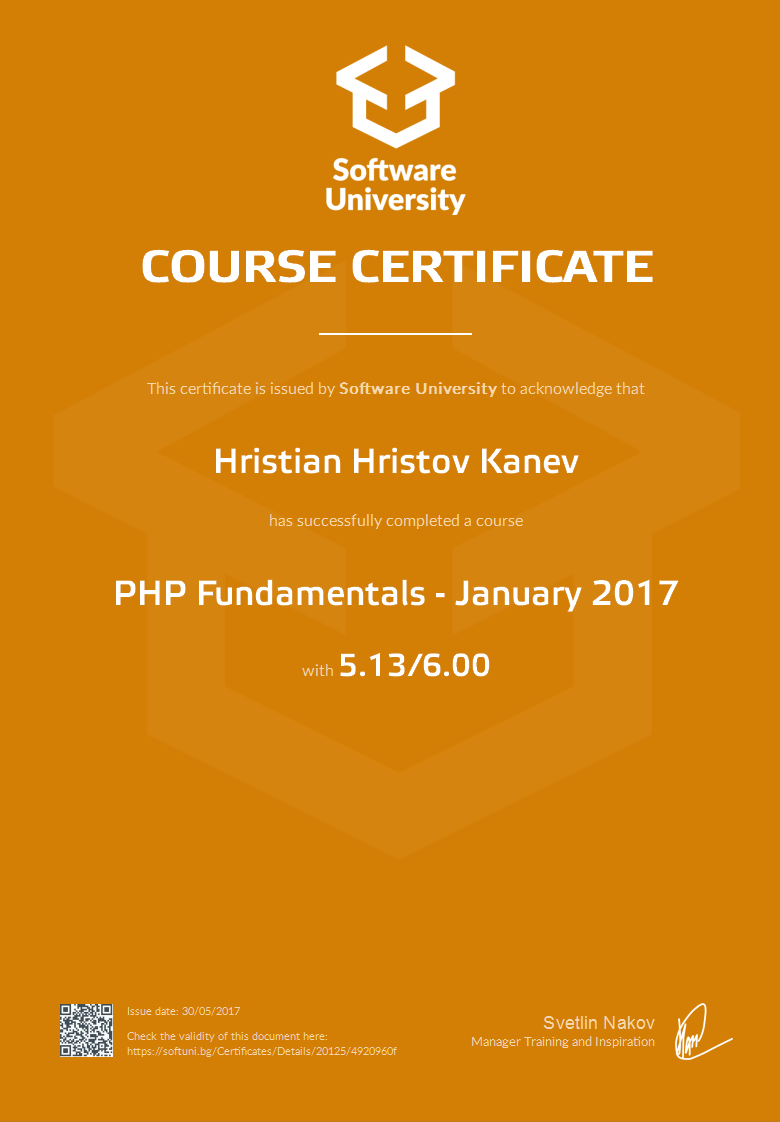 Software
University
COURSE CERTIFICATE
This certificate is issued by Software University to acknowledge that
Hristian Hristov Kanev
has successfully completed a course
PHP Fundamentals - January 2017
with 5.13/6.00
Issue date: 30/05/2017
Check the validity of this document here:
https://softuni.bg/Certificates/Details/20125/4920960f
Svetlin Nakov
Manager Training and Inspiration